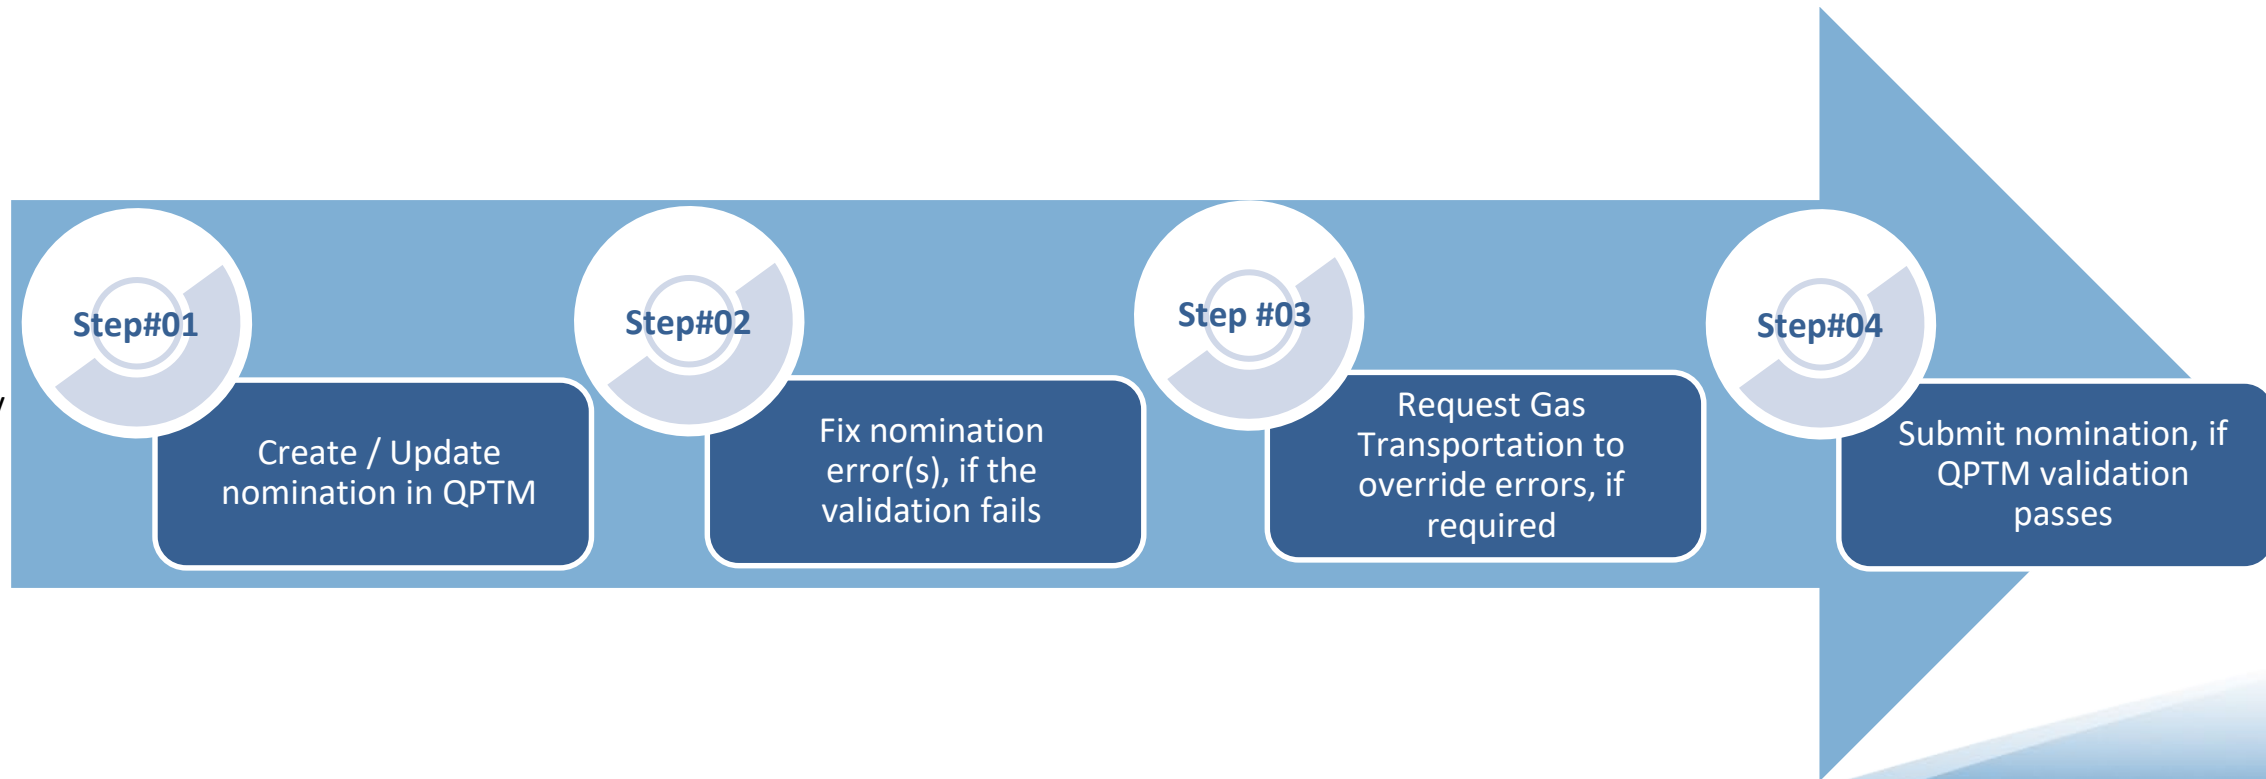 Step#01
Create / Update
nomination in QPTM
Step#02
Fix nomination
error(s), if the
validation fails
Step #03
Request Gas
Transportation to
override errors, if
required
Step#04
Submit nomination, if
QPTM validation
passes